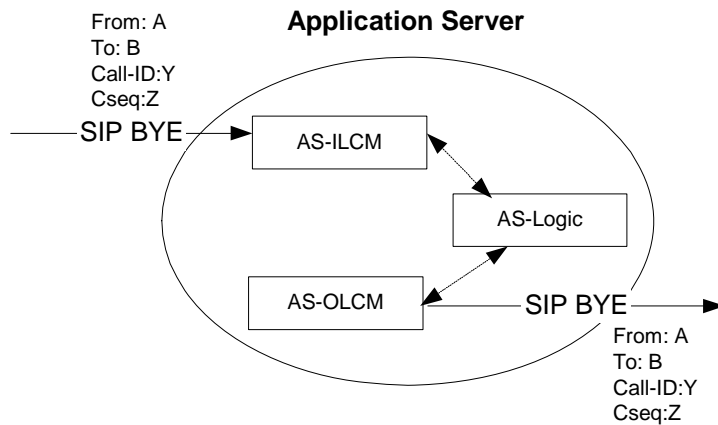 Application Server
From: A
To: B
Call-ID:Y
Cseq:Z
SIP BYE
AS-ILCM
AS-Logic
AS-OLCM
SIP BYE
From: A
To: B
Call-ID:Y
Cseq:Z